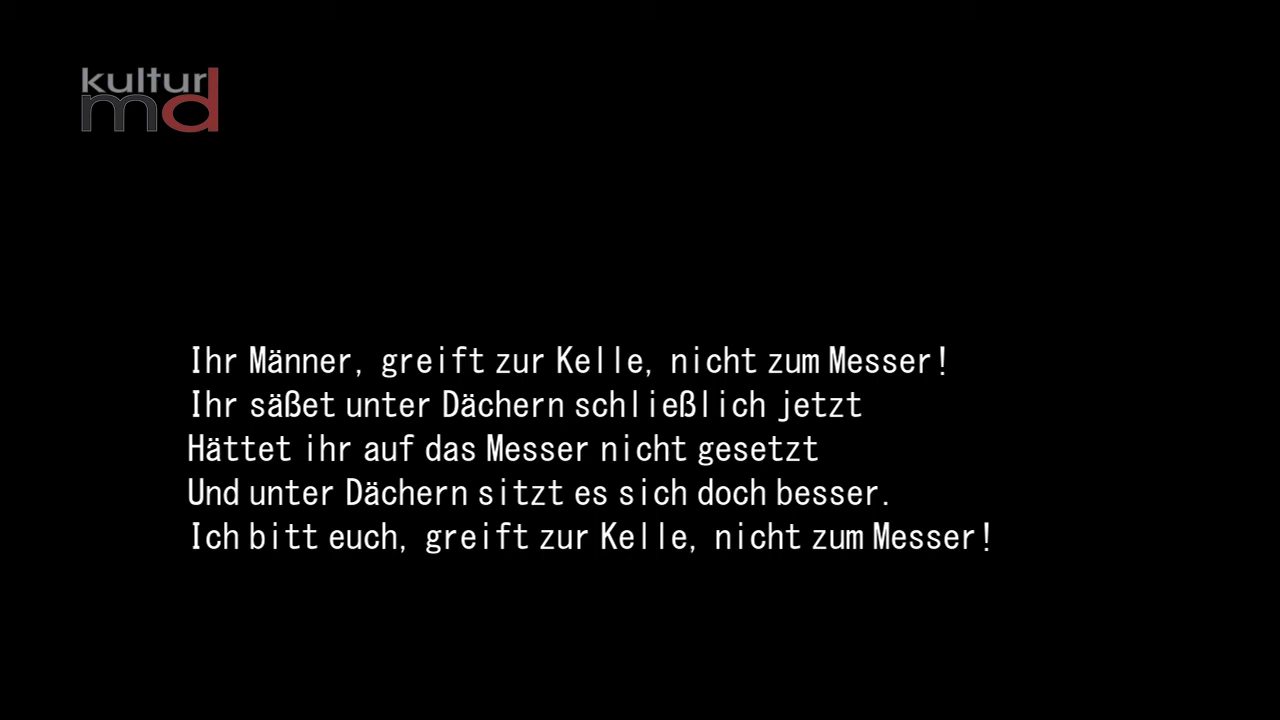 kultur
md
Ihr Männer, greift zur Kelle, nicht zum Messer!
Ihr säßet unter Dächern schließlich jetzt
Hättet ihr auf das Messer nicht gesetzt
Und unter Dächern sitzt es sich doch besser.
Ich bitt euch, greift zur Kelle, nicht zum Messer!